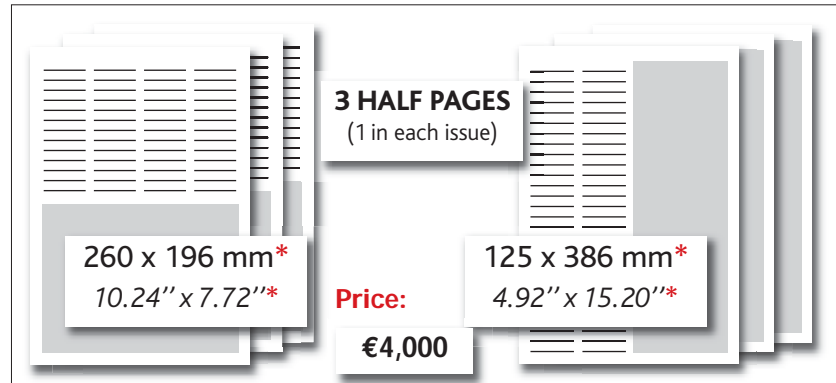 3 HALF PAGES
(1 in each issue)
260 x 196 mm*
10.24’’ x 7.72’’*
125 x 386 mm*
4.92’’ x 15.20’’*
Price:
€4,000